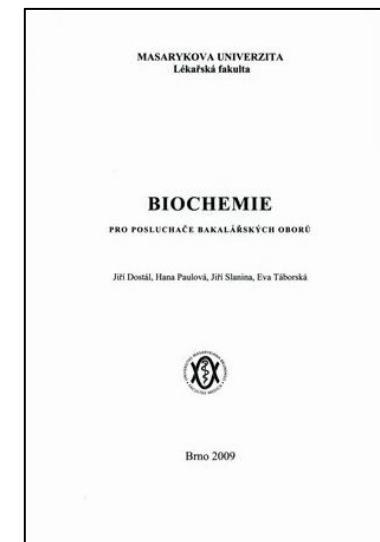 MASARYKOVA UNIVERZITA
Lékařská fakulta
BIOCHEMIE
PRO POSLUCHAČE BAKALÁŘSKÝCH OBORŮ
Jiří Dostál, Hana Paulová, Jiří Slanina, Eva Táborská
Brno 2009